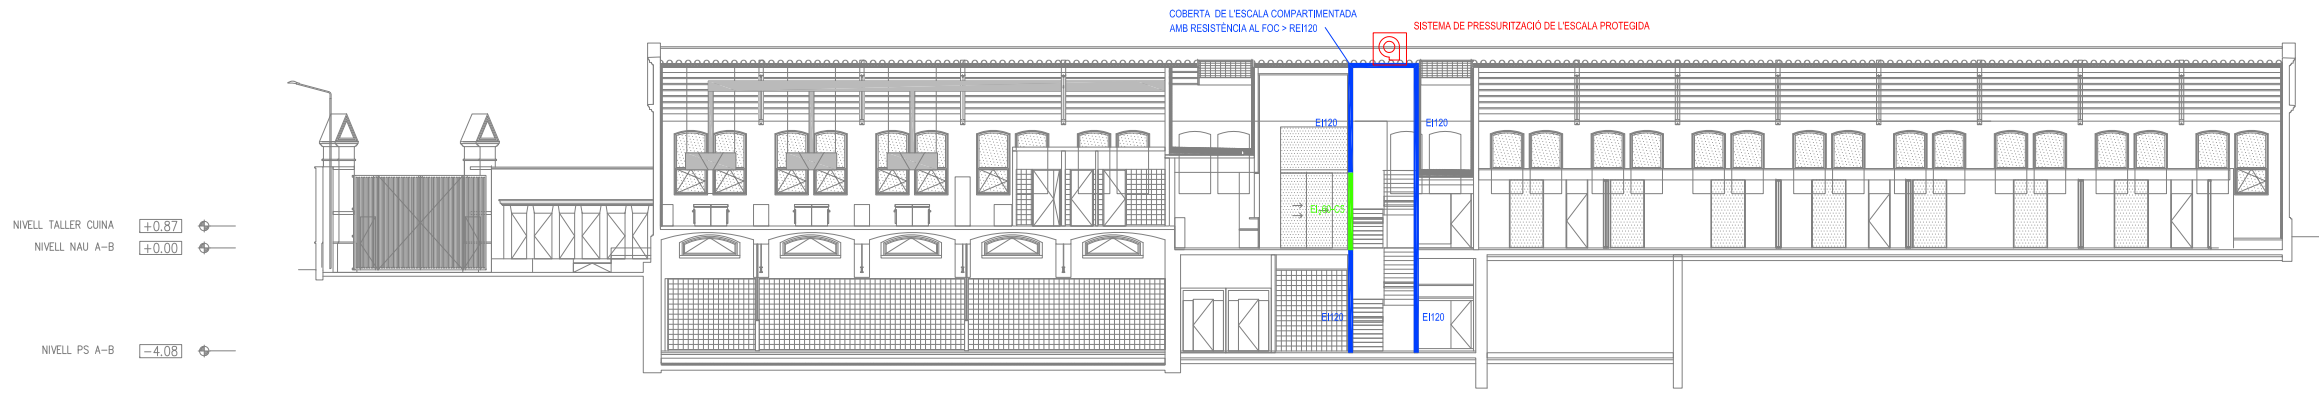 COBERTA DE L'ESCALA COMPARTIMENTADA
AMB RESISTÈNCIA AL FOC > REI120
SISTEMA DE PRESSURITZACIÓ DE L'ESCALA PROTEGIDA
EI120
EI120
NIVELL TALLER CUINA +0.87
NIVELL NAU A-B +0.00
EI120
EI120
NIVELL PS A-B -4.08